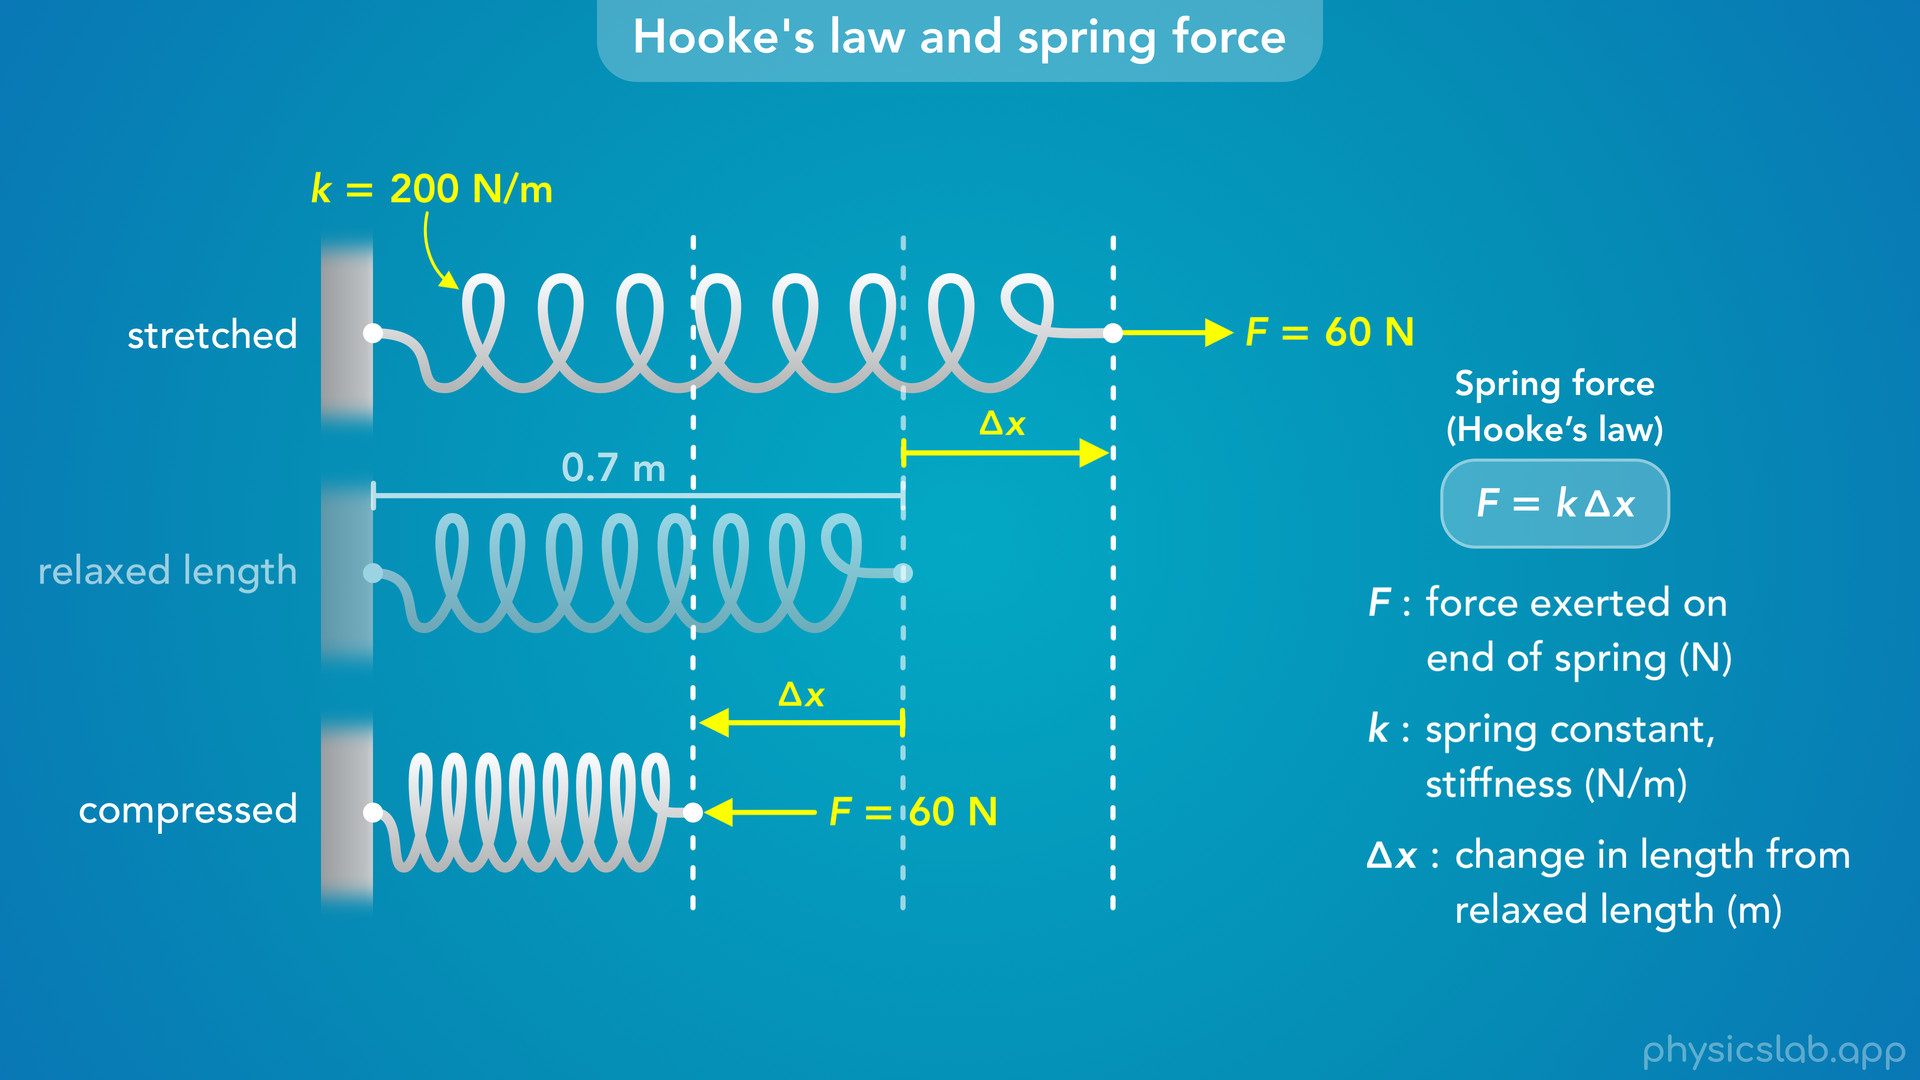 Hooke's law and spring force
k = 200 N/m
stretched
F = 60 N
Δx
0.7 m
relaxed length
Δx
compressed
F = 60 N
Spring force
(Hooke’s law)
F = k Δx
F : force exerted on
end of spring (N)
k : spring constant,
stiffness (N/m)
Δx : change in length from
relaxed length (m)
physicslab.app